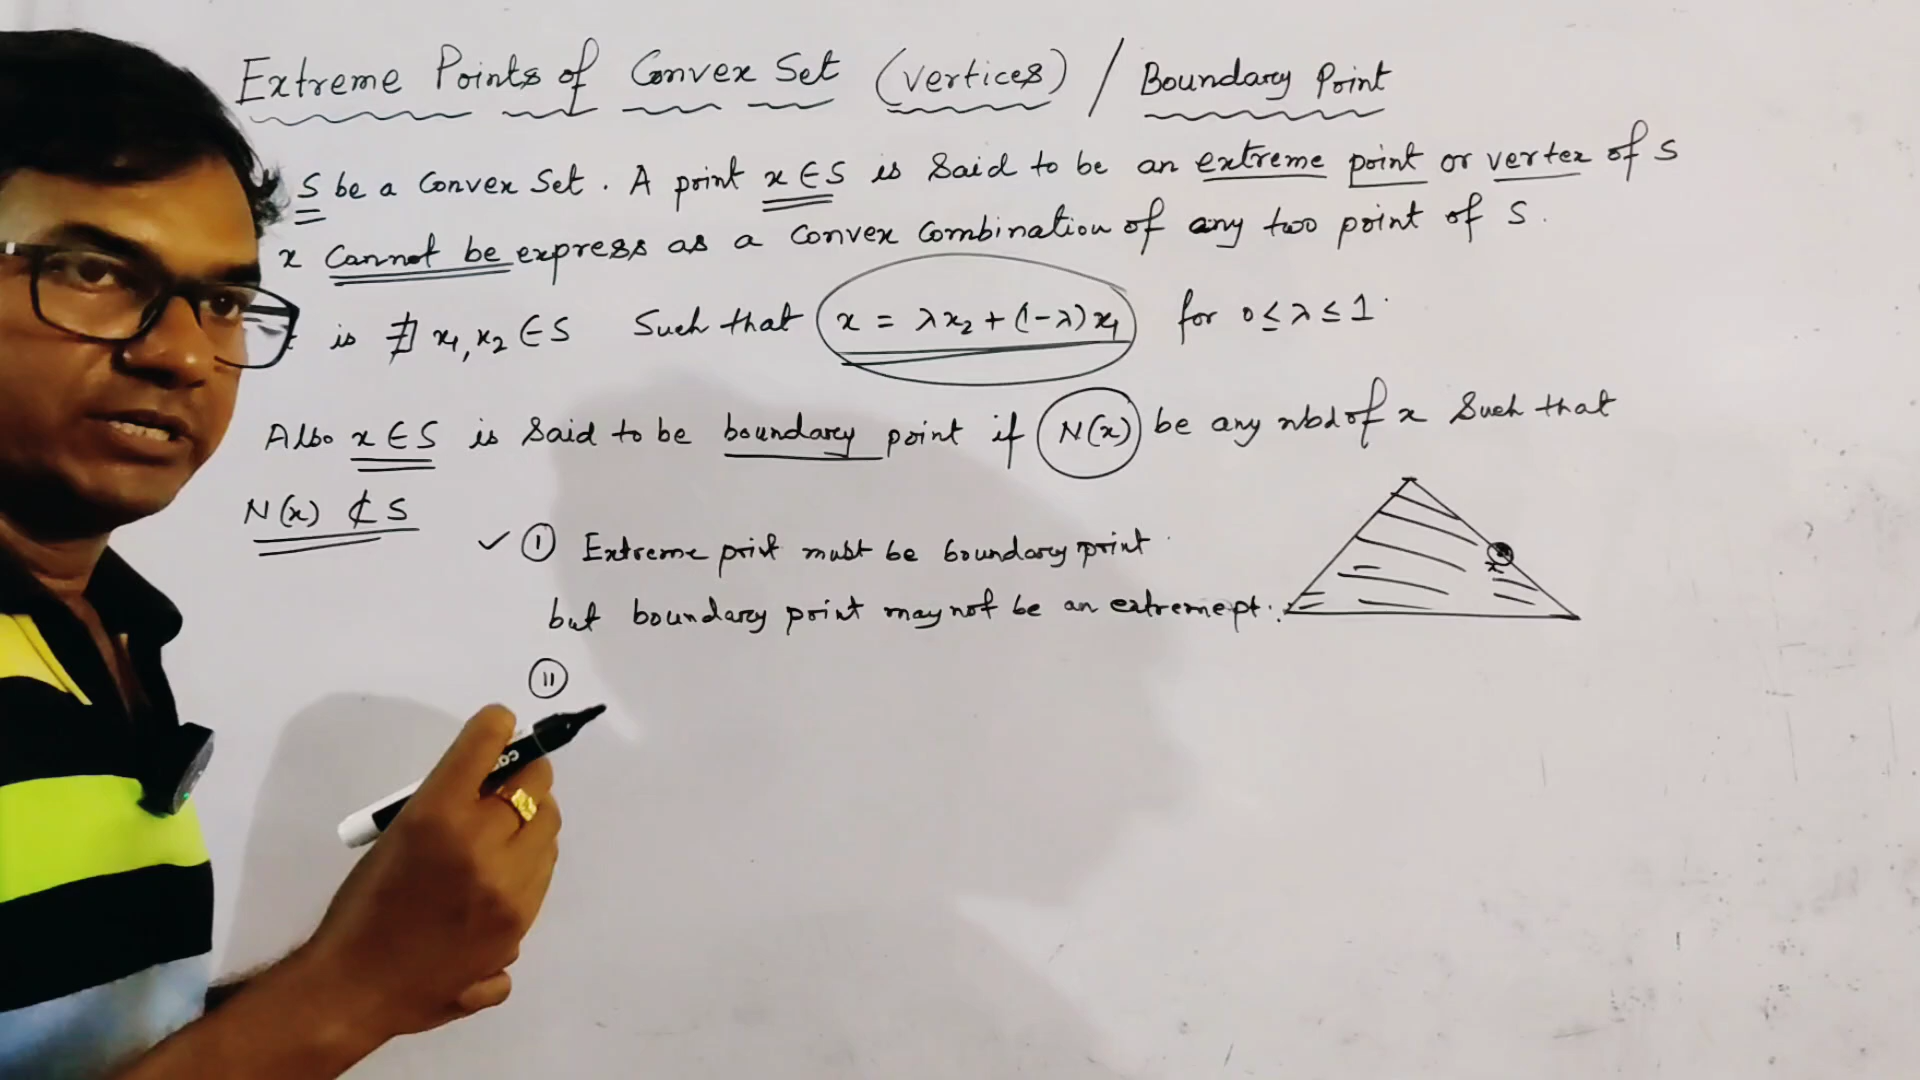 Extreme Points of Convex Set (vertices) / Boundary Point
S be a Convex Set. A point x ∈ S is said to be an extreme point or vertex of S
x Cannot be express as a convex Combination of any two point of S.
is ∄ x₁, x₂ ∈ S Such that x = λx₂ + (1-λ)x₁ for 0 ≤ λ ≤ 1.
Also x ∈ S is said to be boundary point if N(x) be any nbd of x Such that
N(x) ⊄ S
✓ (I) Extreme point must be boundary point
but boundary point may not be an extreme pt.
x
(II)